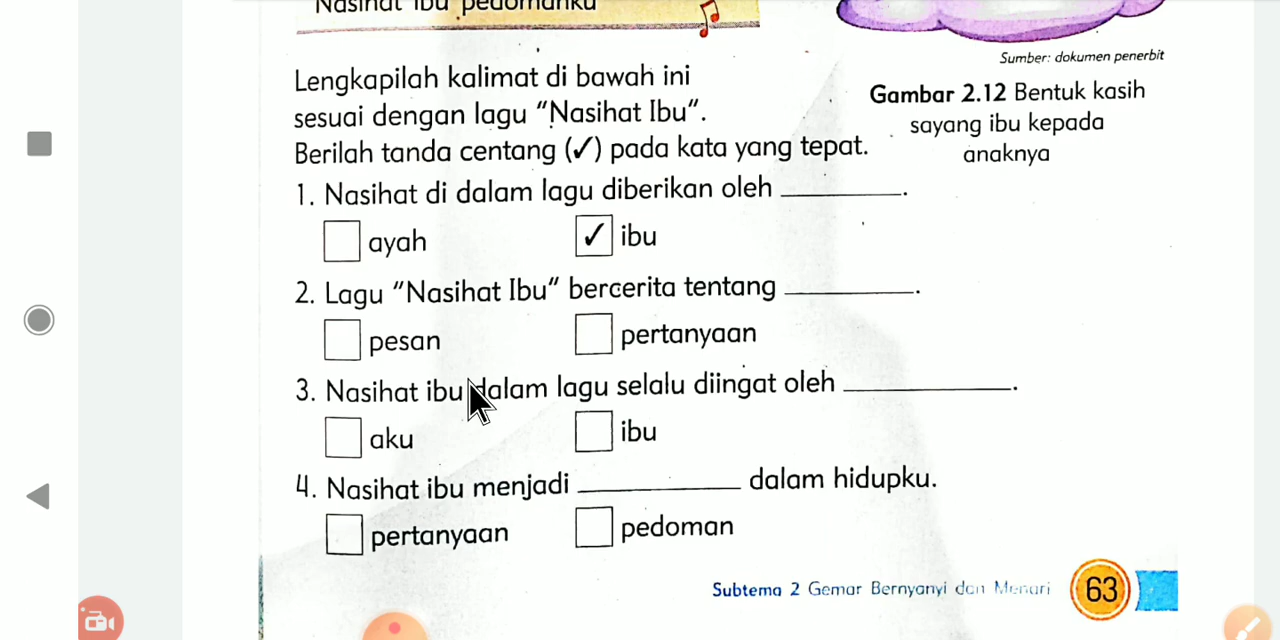 Nasihat ibu pedomanku
Sumber: dokumen penerbit
Lengkapilah kalimat di bawah ini
sesuai dengan lagu “Nasihat Ibu”.
Berilah tanda centang (✓) pada kata yang tepat.
Gambar 2.12 Bentuk kasih
sayang ibu kepada
anaknya
1. Nasihat di dalam lagu diberikan oleh ________.
ayah ✓ ibu
2. Lagu “Nasihat Ibu” bercerita tentang ________.
pesan pertanyaan
3. Nasihat ibu dalam lagu selalu diingat oleh ________.
aku ibu
4. Nasihat ibu menjadi ________ dalam hidupku.
pertanyaan pedoman
Subtema 2 Gemar Bernyanyi dan Menari 63